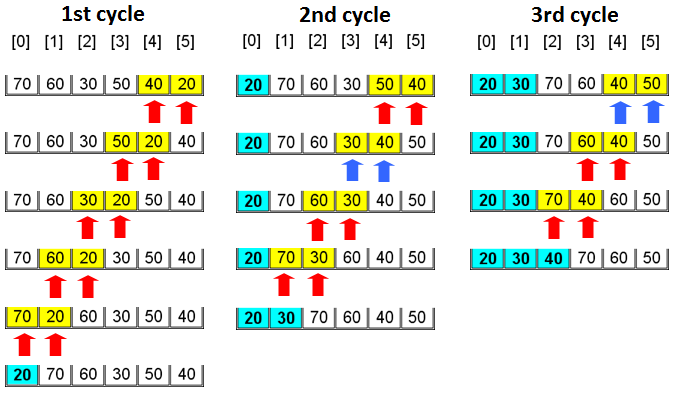 1st cycle
[0] [1] [2] [3] [4] [5]
70 60 30 50 40 20
70 60 30 50 20 40
70 60 30 20 50 40
70 60 20 30 50 40
70 20 60 30 50 40
20 70 60 30 50 40
2nd cycle
[0] [1] [2] [3] [4] [5]
20 70 60 30 50 40
20 70 60 30 40 50
20 70 60 30 40 50
20 70 30 60 40 50
20 30 70 60 40 50
3rd cycle
[0] [1] [2] [3] [4] [5]
20 30 70 60 40 50
20 30 70 60 40 50
20 30 70 40 60 50
20 30 40 70 60 50